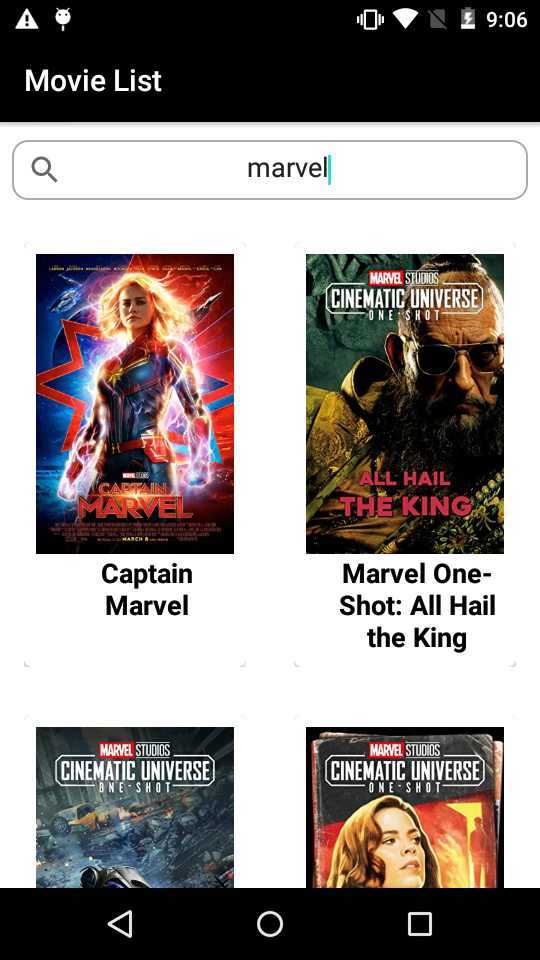 9:06
Movie List
marvel
MARVEL STUDIOS
CAPTAIN
MARVEL
MARCH 8
Captain
Marvel
MARVEL STUDIOS
CINEMATIC UNIVERSE
ONE-SHOT
ALL HAIL
THE KING
Marvel One-
Shot: All Hail
the King
MARVEL STUDIOS
CINEMATIC UNIVERSE
ONE-SHOT
MARVEL STUDIOS
CINEMATIC UNIVERSE
ONE-SHOT